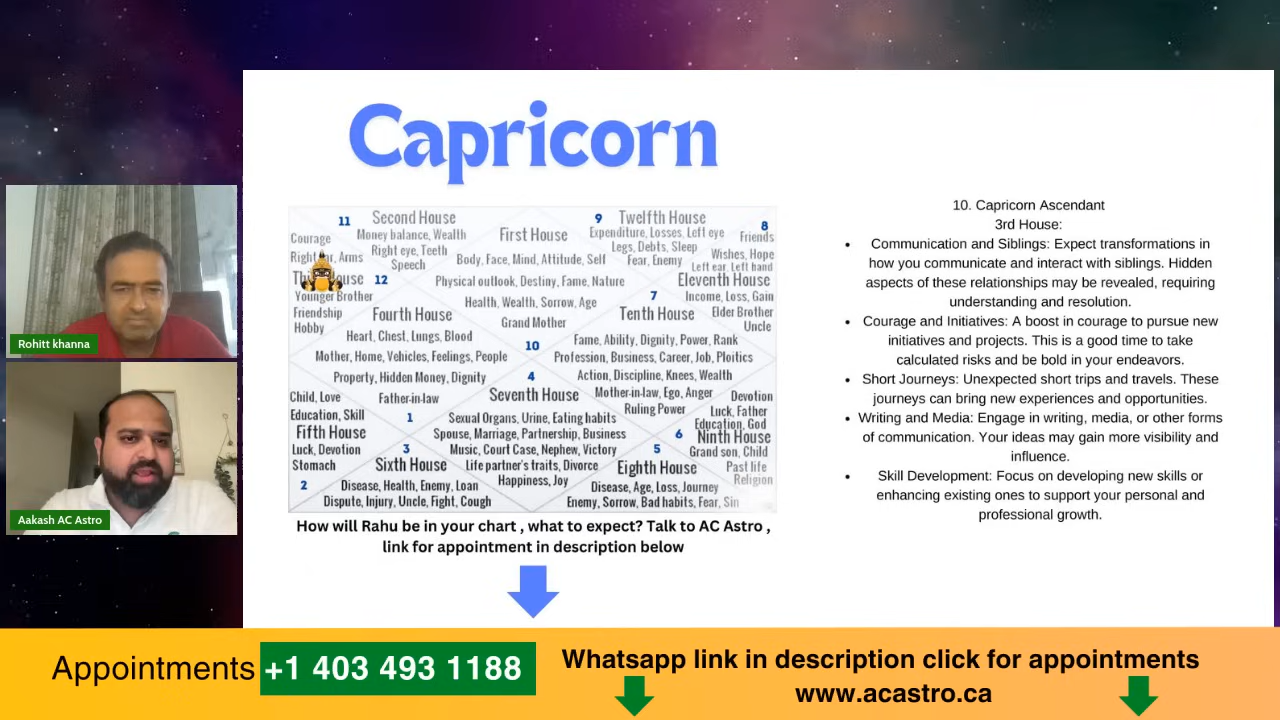 Capricorn
11
Second House
Money balance, Wealth
Right eye, Teeth
Speech
First House
Body, Face, Mind, Attitude, Self
Physical outlook, Destiny, Fame, Nature
Health, Wealth, Sorrow, Age
Grand Mother
10
9
Twelfth House
Expenditure, Losses, Left eye
Legs, Debts, Sleep
Fear, Enemy
8
Friends
Wishes, Hope
Left ear, Left hand
Eleventh House
Income, Loss, Gain
Elder Brother
Uncle
Courage
Arms
House
12
Younger Brother
Friendship
Hobby
Fourth House
Heart, Chest, Lungs, Blood
Mother, Home, Vehicles, Feelings, People
Property, Hidden Money, Dignity
Father-in-law
1
7
Tenth House
Fame, Ability, Dignity, Power, Rank
Profession, Business, Career, Job, Ploitics
Action, Discipline, Knees, Wealth
Mother-in-law, Ego, Anger
Ruling Power
Child, Love
Education, Skill
Fifth House
Luck, Devotion
Stomach
2
4
Seventh House
Sexual Organs, Urine, Eating habits
Spouse, Marriage, Partnership, Business
Music, Court Case, Nephew, Victory
Life partner's traits, Divorce
Happiness, Joy
3
Sixth House
Disease, Health, Enemy, Loan
Dispute, Injury, Uncle, Fight, Cough
5
Eighth House
Disease, Age, Loss, Journey
Enemy, Sorrow, Bad habits, Fear, Sin
Devotion
Luck, Father
Education, God
6
Ninth House
Grand son, Child
Past life
Religion
How will Rahu be in your chart , what to expect? Talk to AC Astro ,
link for appointment in description below
10. Capricorn Ascendant
3rd House:
• Communication and Siblings: Expect transformations in
how you communicate and interact with siblings. Hidden
aspects of these relationships may be revealed, requiring
understanding and resolution.
• Courage and Initiatives: A boost in courage to pursue new
initiatives and projects. This is a good time to take
calculated risks and be bold in your endeavors.
• Short Journeys: Unexpected short trips and travels. These
journeys can bring new experiences and opportunities.
• Writing and Media: Engage in writing, media, or other forms
of communication. Your ideas may gain more visibility and
influence.
• Skill Development: Focus on developing new skills or
enhancing existing ones to support your personal and
professional growth.
Rohitt khanna
Aakash AC Astro
Appointments +1 403 493 1188
Whatsapp link in description click for appointments
www.acastro.ca